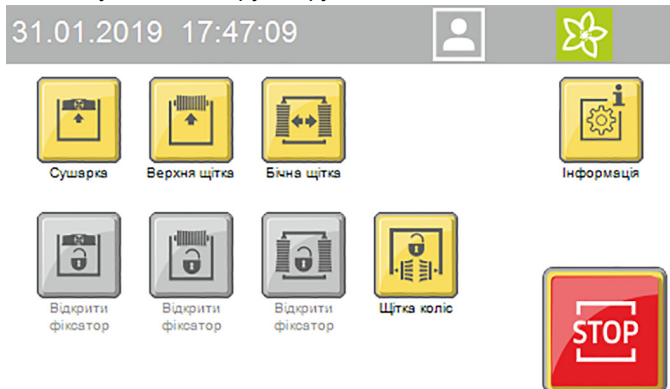 31.01.2019 17:47:09
Сушарка
Верхня щітка
Бічна щітка
Інформація
Відкрити
фіксатор
Відкрити
фіксатор
Відкрити
фіксатор
Щітка коліс
STOP